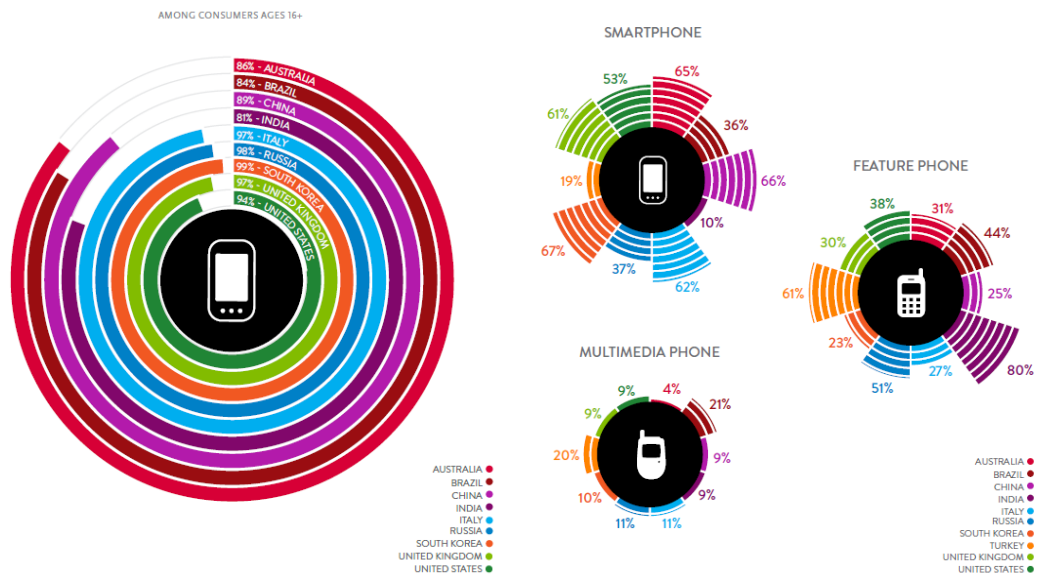 AMONG CONSUMERS AGES 16+
86% - AUSTRALIA
84% - BRAZIL
89% - CHINA
81% - INDIA
97% - ITALY
98% - RUSSIA
99% - SOUTH KOREA
97% - UNITED KINGDOM
94% - UNITED STATES
AUSTRALIA
BRAZIL
CHINA
INDIA
ITALY
RUSSIA
SOUTH KOREA
UNITED KINGDOM
UNITED STATES
SMARTPHONE
53%
65%
61%
36%
19%
66%
10%
67%
37%
62%
MULTIMEDIA PHONE
9%
4%
9%
21%
20%
9%
10%
9%
11%
11%
FEATURE PHONE
38%
31%
30%
44%
61%
25%
23%
80%
51%
27%
AUSTRALIA
BRAZIL
CHINA
INDIA
ITALY
RUSSIA
SOUTH KOREA
TURKEY
UNITED KINGDOM
UNITED STATES